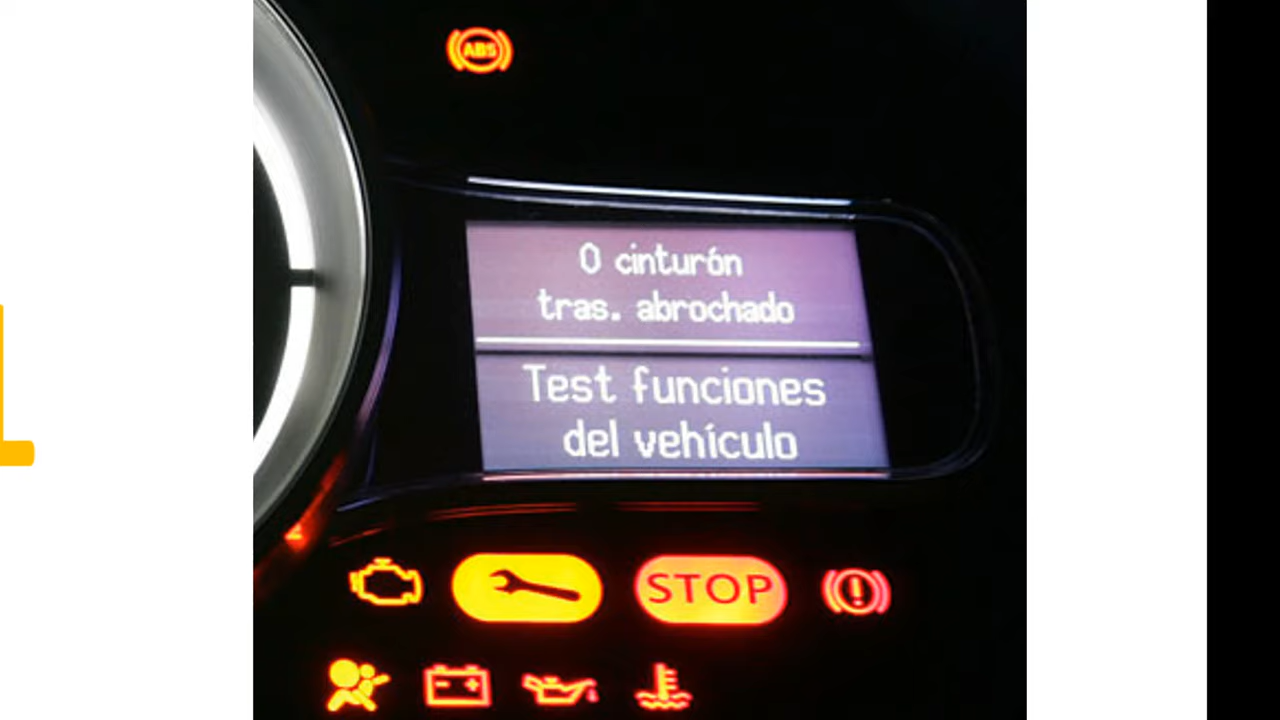 ABS
0 cinturón
tras. abrochado
Test funciones
del vehículo
STOP